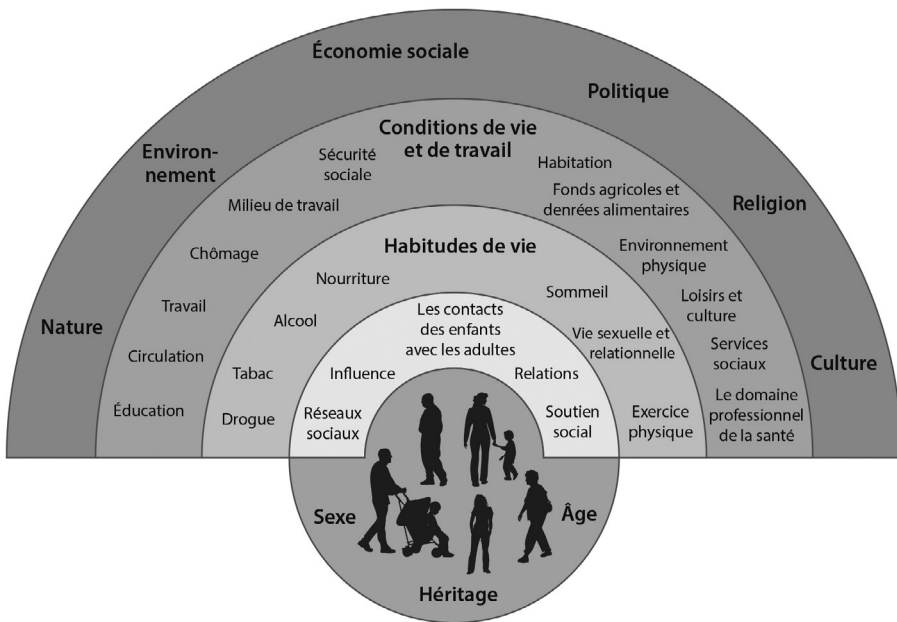 Économie sociale
Politique
Environ-
nement
Religion
Nature
Culture
Conditions de vie
et de travail
Sécurité
sociale
Habitation
Milieu de travail
Fonds agricoles et
denrées alimentaires
Chômage
Environnement
physique
Travail
Loisirs et
culture
Circulation
Services
sociaux
Éducation
Le domaine
professionnel
de la santé
Habitudes de vie
Nourriture
Sommeil
Alcool
Vie sexuelle et
relationnelle
Tabac
Drogue
Exercice
physique
Les contacts
des enfants
avec les adultes
Influence
Relations
Réseaux
sociaux
Soutien
social
Sexe
Âge
Héritage